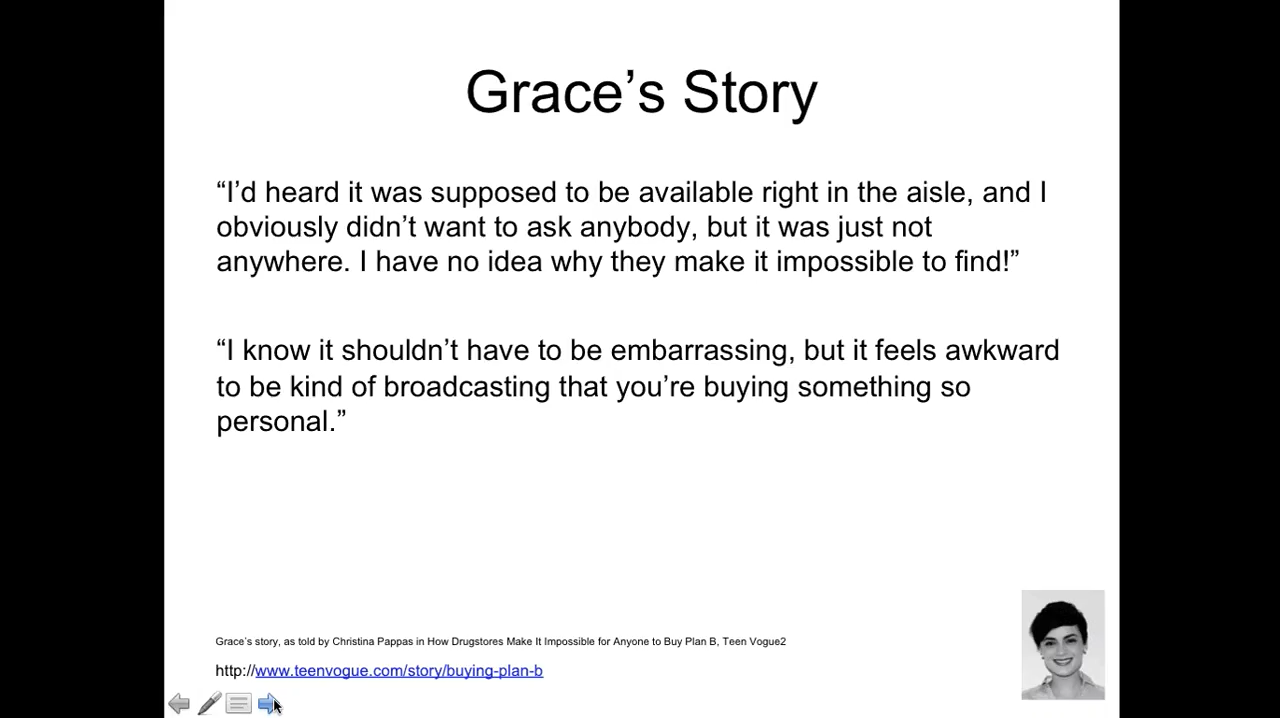 Grace’s Story
“I’d heard it was supposed to be available right in the aisle, and I
obviously didn’t want to ask anybody, but it was just not
anywhere. I have no idea why they make it impossible to find!”
“I know it shouldn’t have to be embarrassing, but it feels awkward
to be kind of broadcasting that you’re buying something so
personal.”
Grace’s story, as told by Christina Pappas in How Drugstores Make It Impossible for Anyone to Buy Plan B, Teen Vogue2
http://www.teenvogue.com/story/buying-plan-b